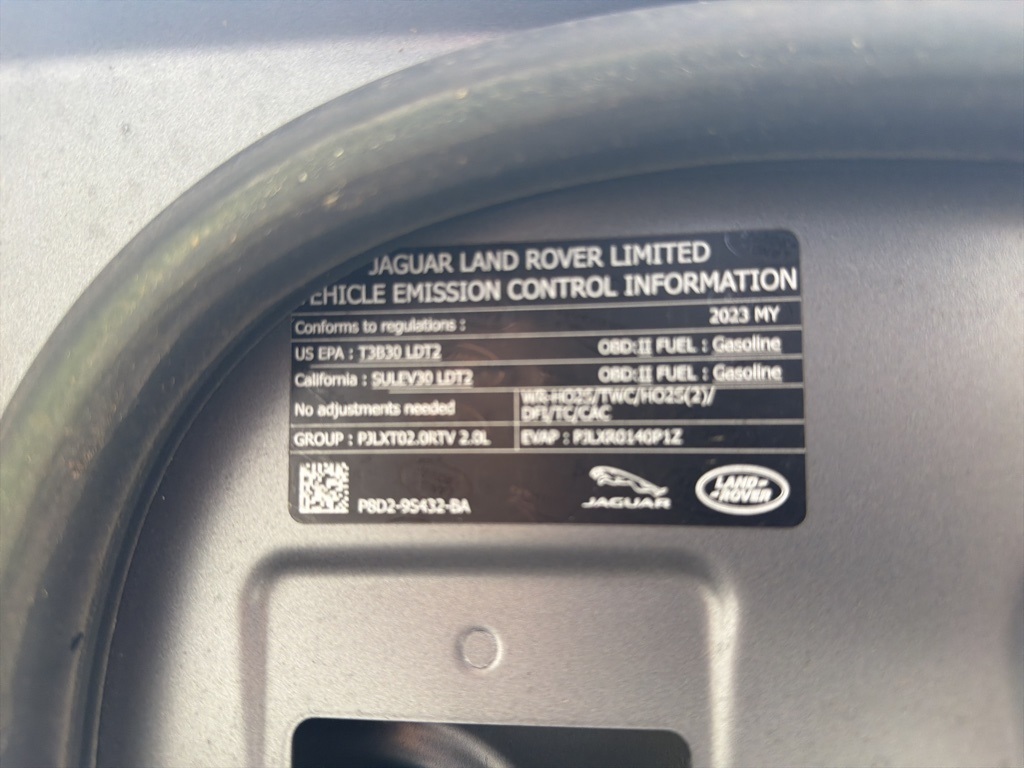 JAGUAR LAND ROVER LIMITED
VEHICLE EMISSION CONTROL INFORMATION
Conforms to regulations : 2023 MY
US EPA : T3B30 LDT2 OBD:II FUEL : Gasoline
California : SULEV30 LDT2 OBD:II FUEL : Gasoline
No adjustments needed
WR-HO2S/TWC/HO2S(2)/
DFI/TC/CAC
GROUP : PJLXT02.0RTV 2.0L EVAP : PJLXR0140P1Z
P8D2-9S432-BA
JAGUAR
LAND-
-ROVER